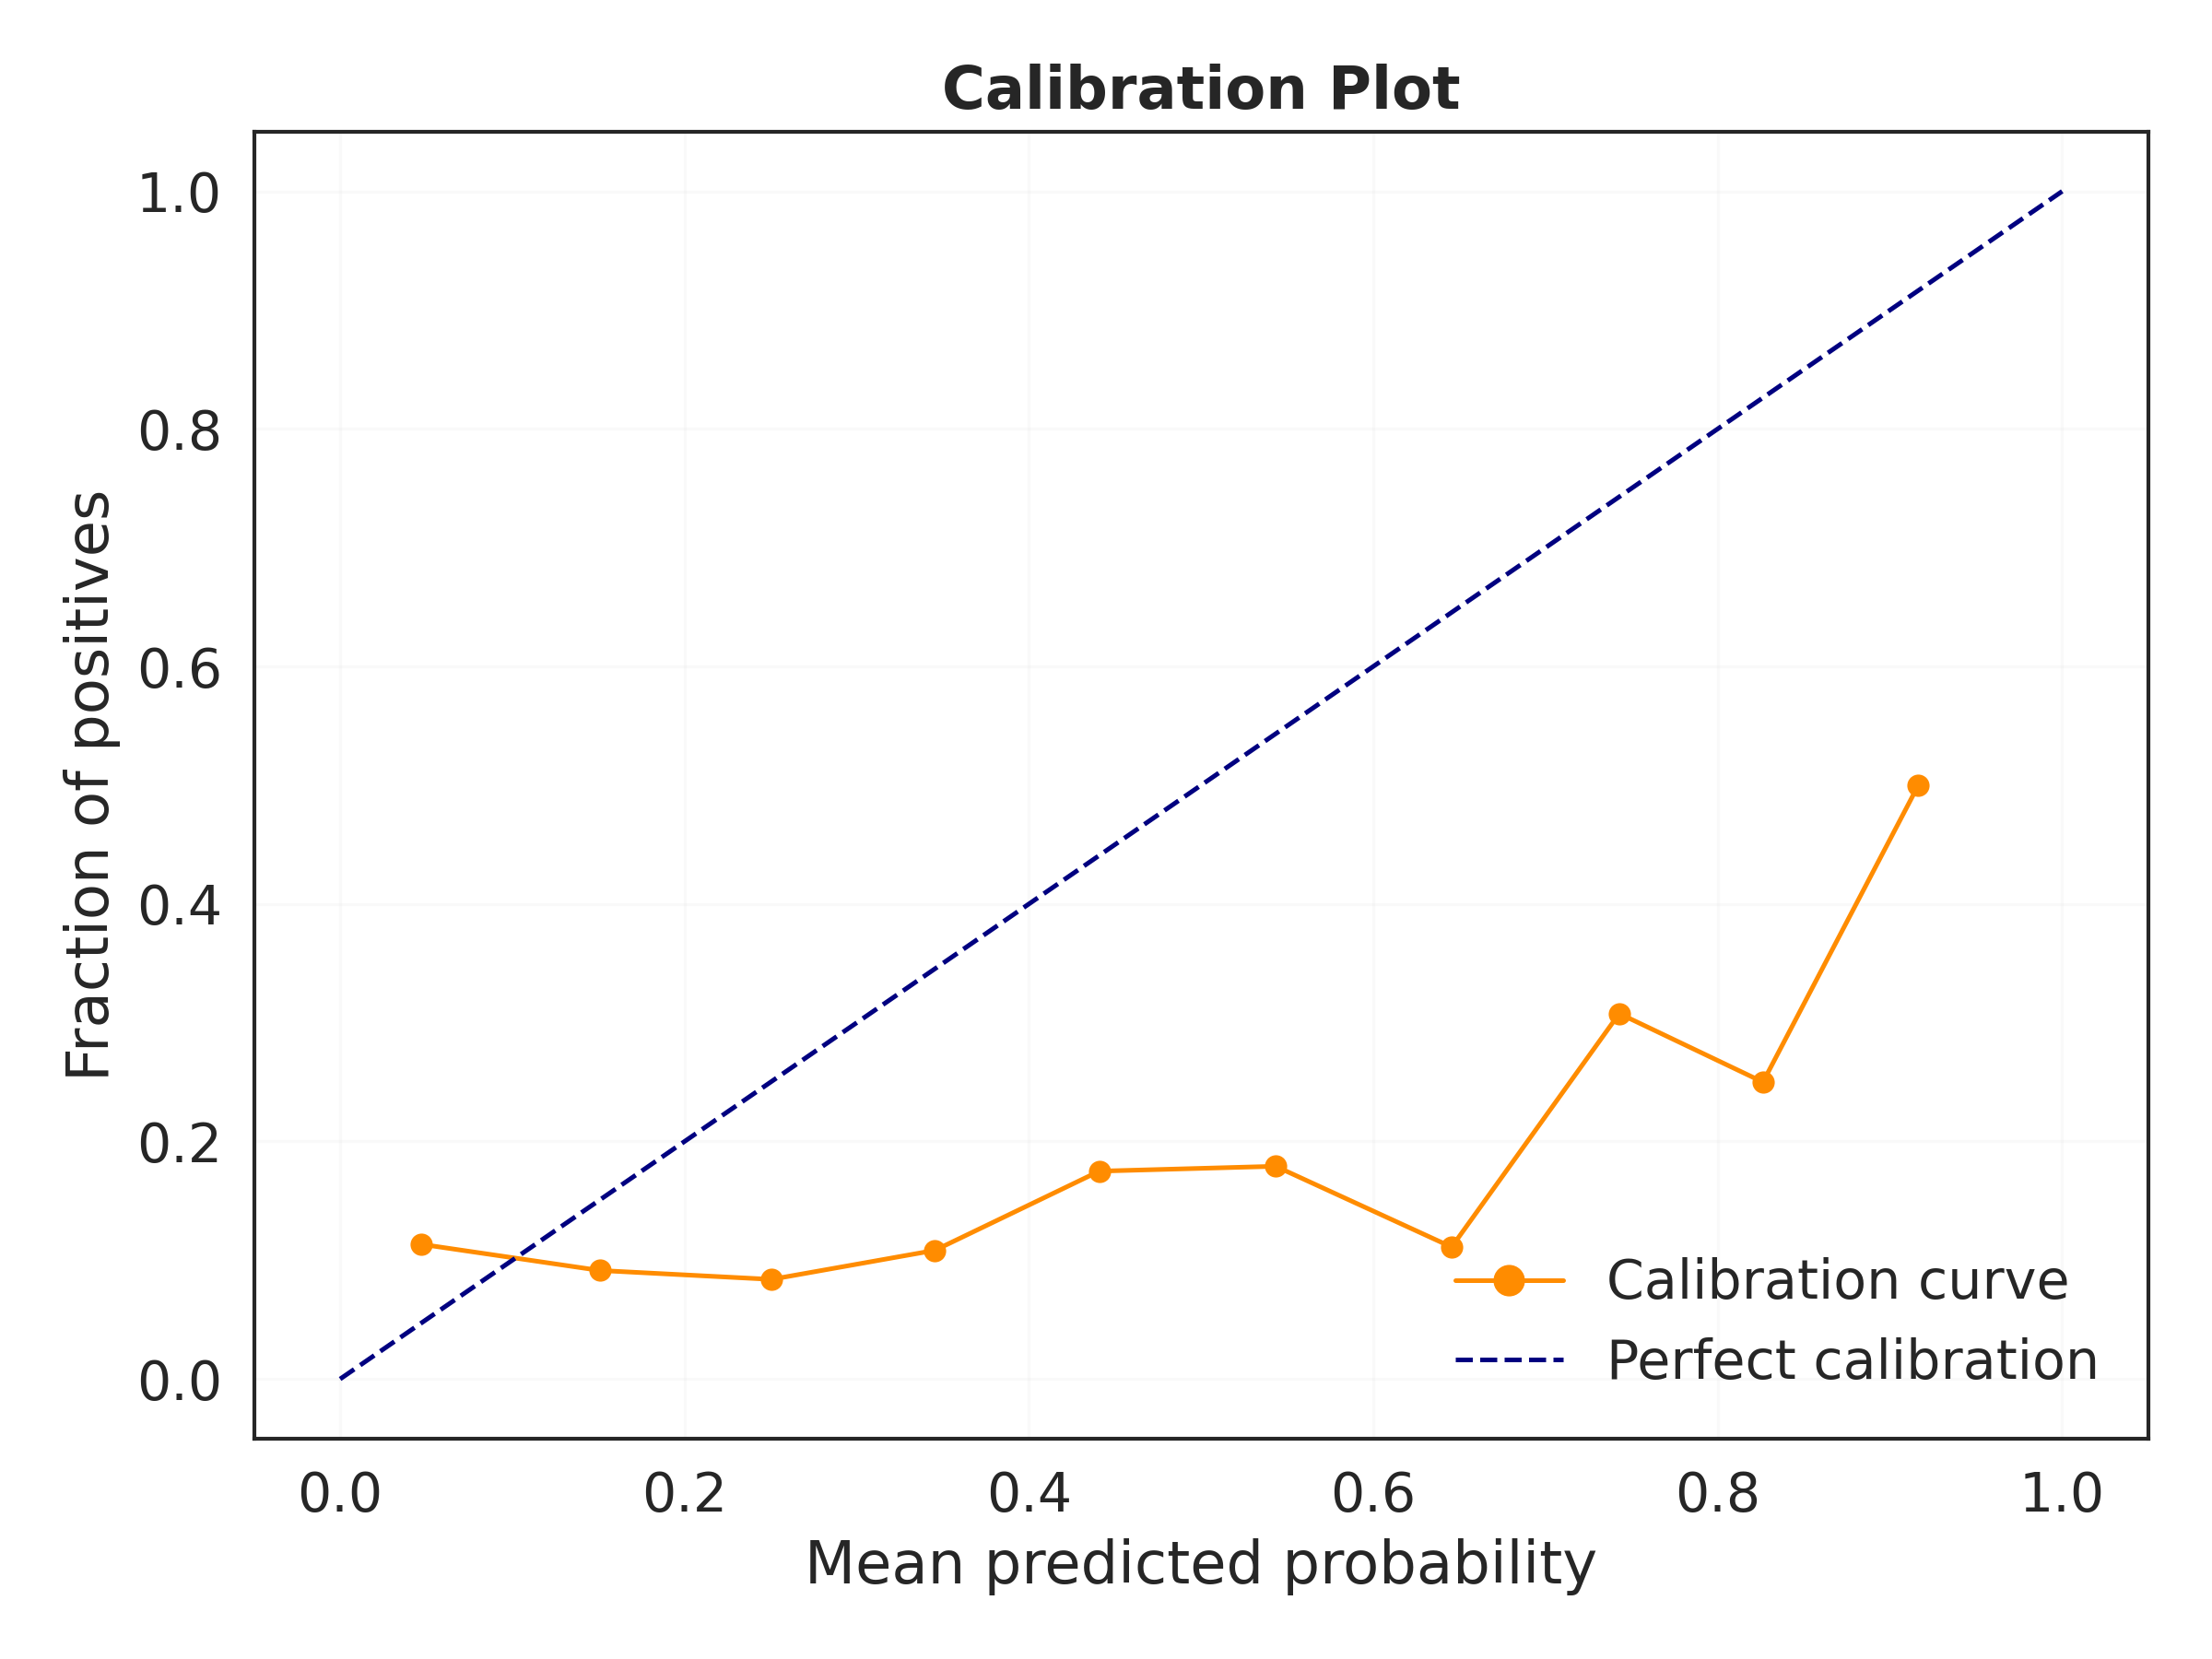 Calibration Plot
1.0
0.8
0.6
0.4
0.2
0.0
Fraction of positives
Calibration curve
Perfect calibration
0.0 0.2 0.4 0.6 0.8 1.0
Mean predicted probability